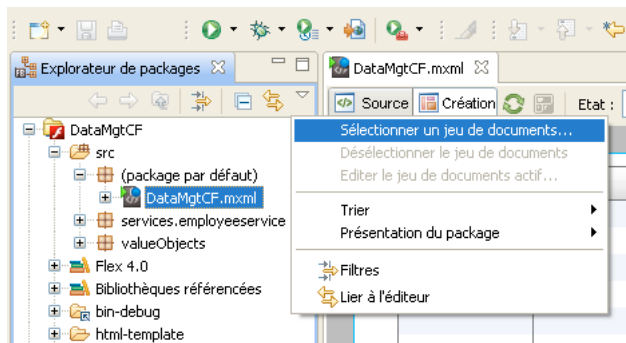 Explorateur de packages
DataMgtCF.mxml
Source Création Etat :
DataMgtCF
src
(package par défaut)
DataMgtCF.mxml
services.employeeservice
valueObjects
Flex 4.0
Bibliothèques référencées
bin-debug
html-template
Sélectionner un jeu de documents...
Désélectionner le jeu de documents
Editer le jeu de documents actif...
Trier
Présentation du package
Filtres
Lier à l'éditeur